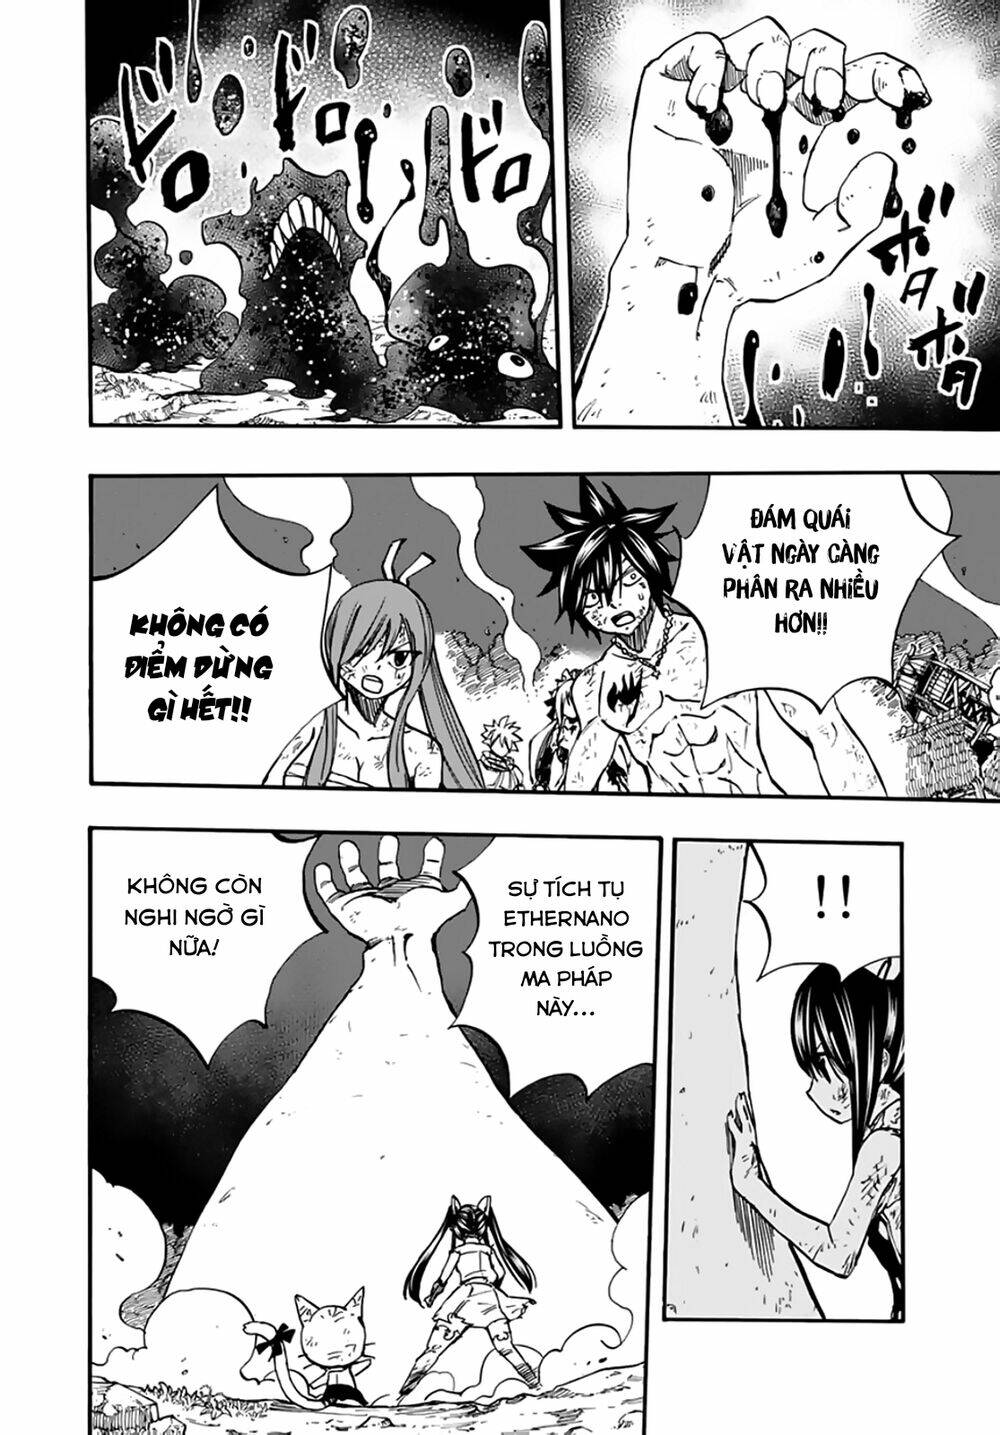 ボタ
ボタ
ドロ
ドロ
ドロ
ĐÁM QUÁI
VẬT NGÀY CÀNG
PHÂN RA NHIỀU
HƠN!!
KHÔNG CÓ
ĐIỂM DỪNG
GÌ HẾT!!
!!
SỰ TÍCH TỤ
ETHERNANO
TRONG LUỒNG
MA PHÁP
NÀY...
KHÔNG CÒN
NGHI NGỜ GÌ
NỮA!